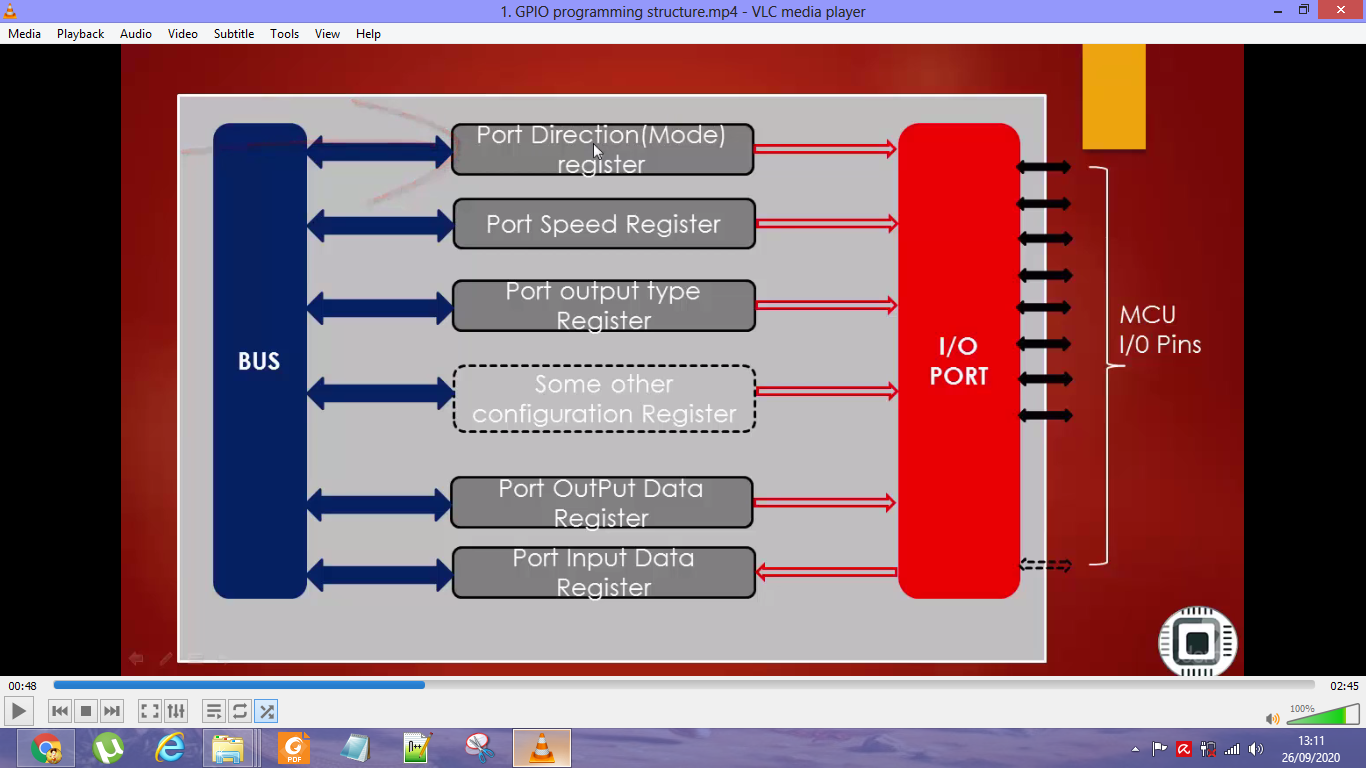 1. GPIO programming structure.mp4 - VLC media player
Media Playback Audio Video Subtitle Tools View Help
BUS
Port Direction(Mode)
register
Port Speed Register
Port output type
Register
Some other
configuration Register
Port OutPut Data
Register
Port Input Data
Register
I/O
PORT
MCU
I/0 Pins
00:48
02:45
100%
PDF
n++
13:11
26/09/2020